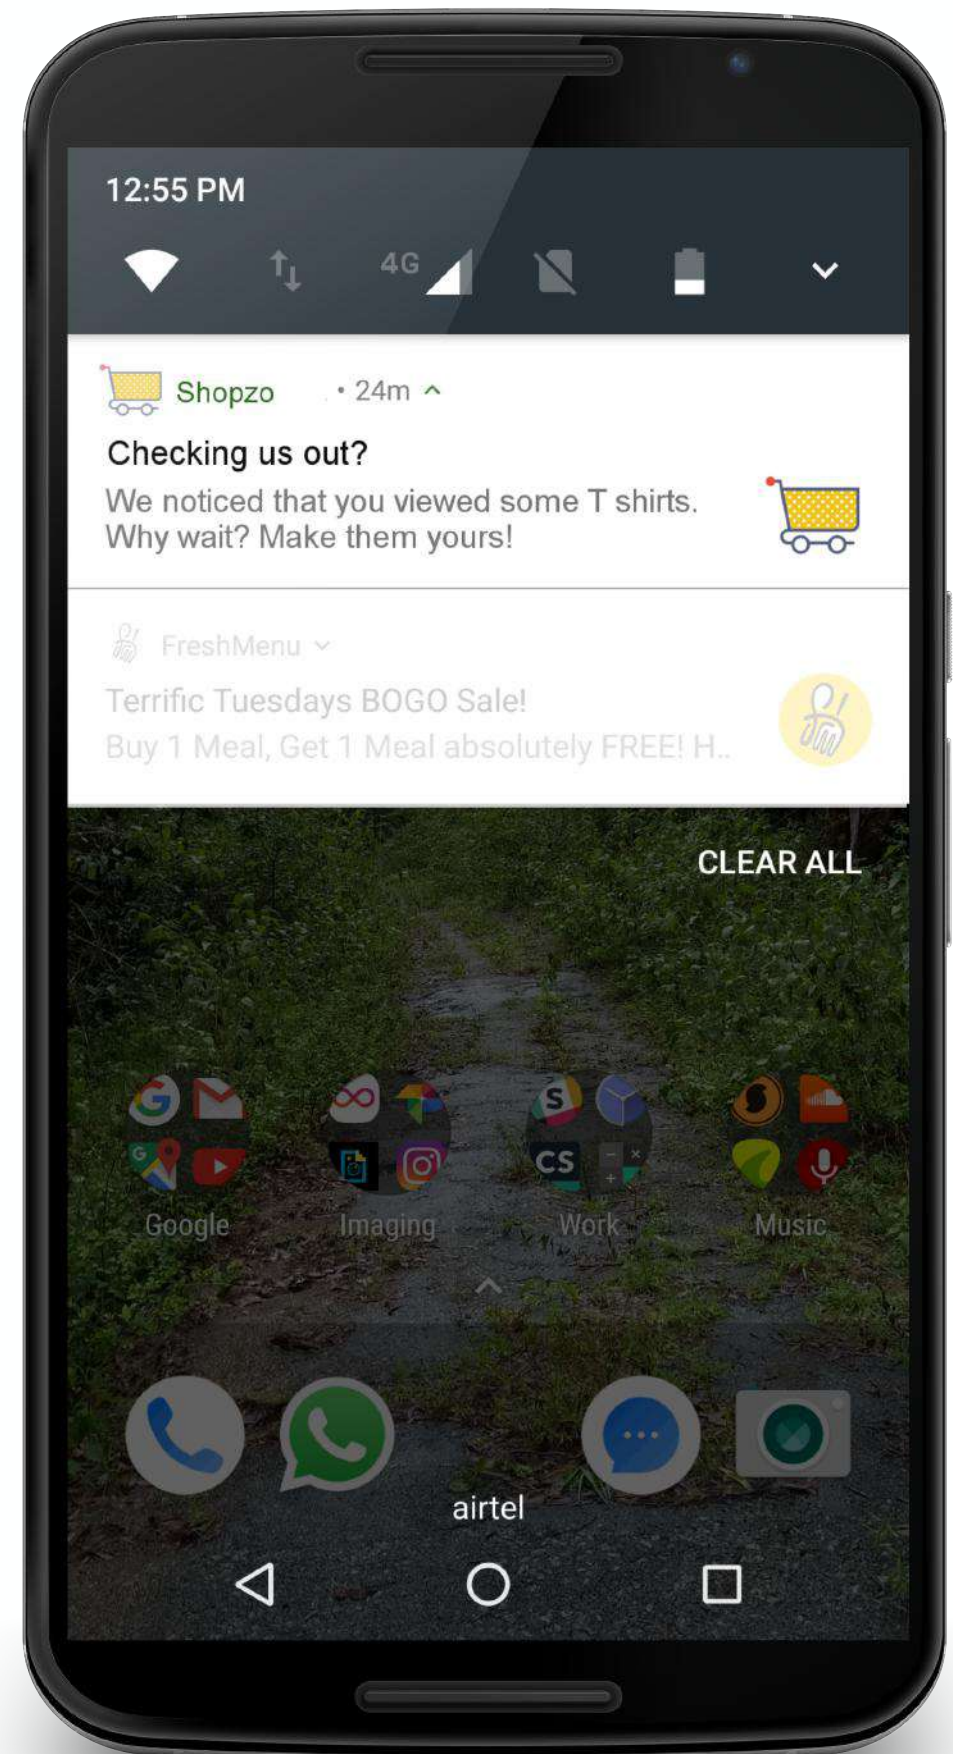 12:55 PM
4G
Shopzo • 24m
Checking us out?
We noticed that you viewed some T shirts.
Why wait? Make them yours!
FreshMenu
Terrific Tuesdays BOGO Sale!
Buy 1 Meal, Get 1 Meal absolutely FREE! H..
CLEAR ALL
G
G
S
CS
Google Imaging Work Music
airtel